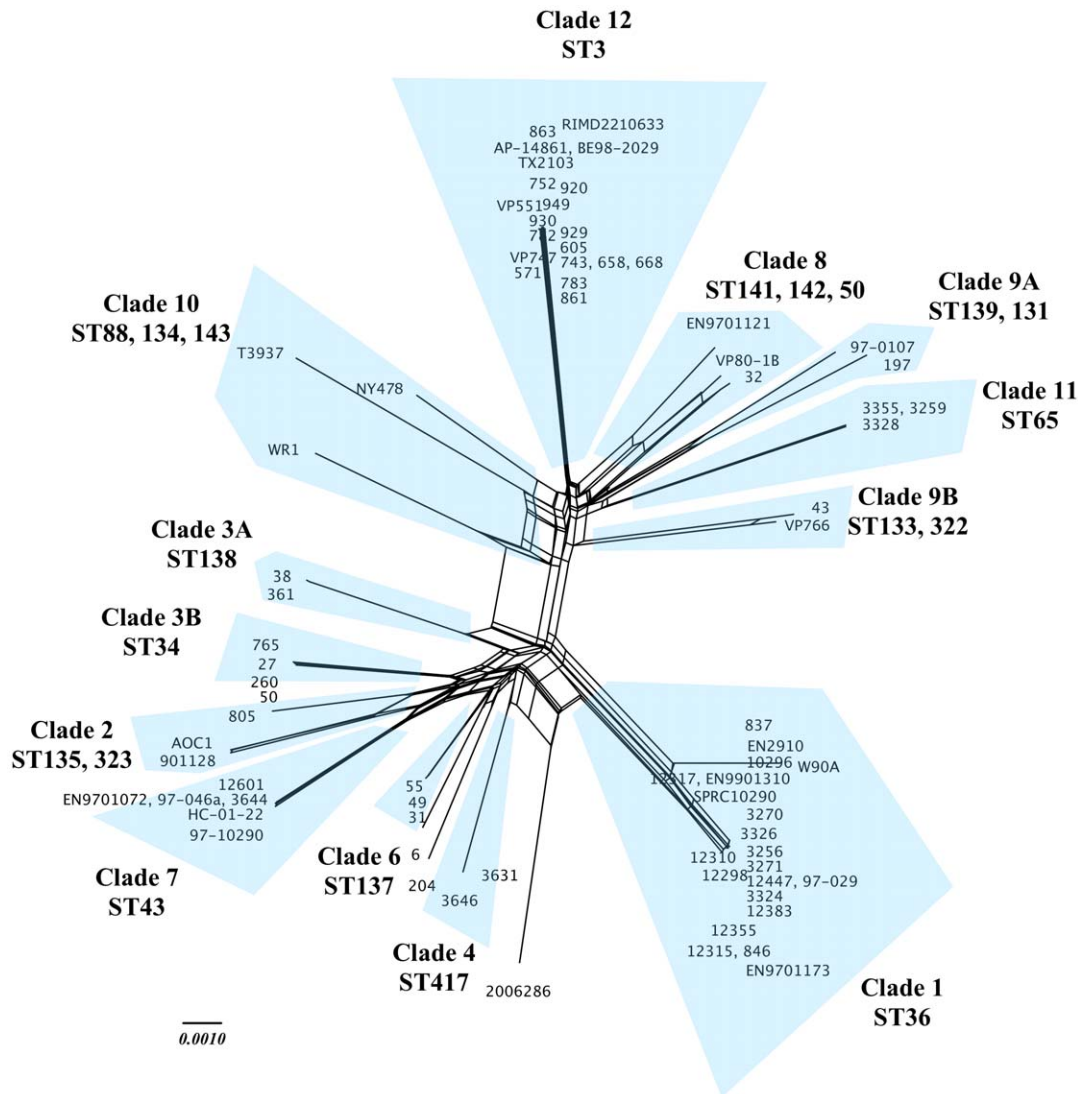 Clade 12
ST3
863
RIMD2210633
AP-14861, BE98-2029
TX2103
752
920
VP551
949
930
929
605
VP747
743, 658, 668
571
783
861
Clade 8
ST141, 142, 50
EN9701121
VP80-1B
32
Clade 9A
ST139, 131
97-0107
197
Clade 11
ST65
3355, 3259
3328
Clade 9B
ST133, 322
43
VP766
Clade 10
ST88, 134, 143
T3937
NY478
WR1
Clade 3A
ST138
38
361
Clade 3B
ST34
765
27
260
50
805
Clade 2
ST135, 323
AOC1
901128
12601
EN9701072, 97-046a, 3644
HC-01-22
97-10290
Clade 7
ST43
55
49
31
Clade 6
ST137
6
204
3631
3646
Clade 4
ST417
2006286
837
EN2910
10296
W90A
12317, EN9901310
SPRC10290
3270
3326
12310
3256
3271
12298
12447, 97-029
3324
12383
12355
12315, 846
EN9701173
Clade 1
ST36
0.0010